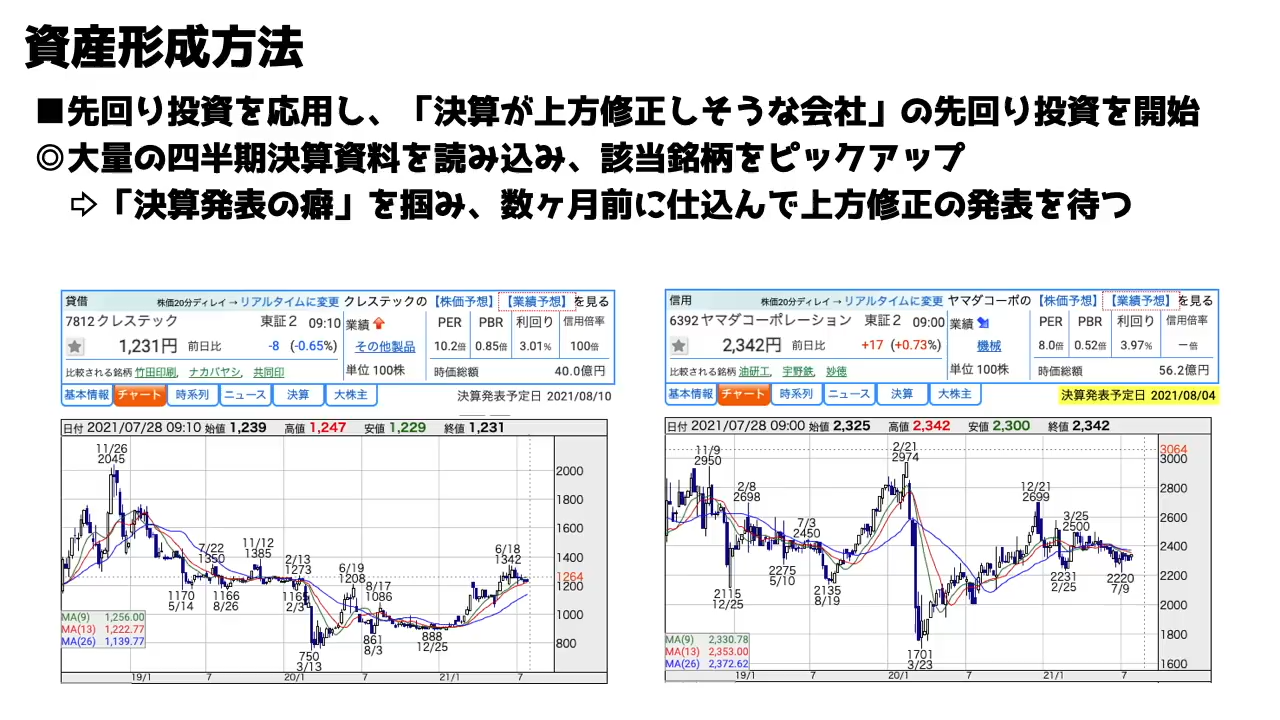 資産形成方法
■先回り投資を応用し、「決算が上方修正しそうな会社」の先回り投資を開始
◎大量の四半期決算資料を読み込み、該当銘柄をピックアップ
⇨「決算発表の癖」を掴み、数ヶ月前に仕込んで上方修正の発表を待つ
貸借 株価20分ディレイ → リアルタイムに変更 クレステックの【株価予想】【業績予想】を見る
7812 クレステック 東証2 09:10 業績 PER PBR 利回り 信用倍率
1,231円 前日比 -8 (-0.65%) その他製品 10.2倍 0.85倍 3.01% 100倍
比較される銘柄 竹田印刷, ナカバヤシ, 共同印 単位 100株 時価総額 40.0億円
基本情報 チャート 時系列 ニュース 決算 大株主 決算発表予定日 2021/08/10
日付 2021/07/28 09:10 始値 1,239 高値 1,247 安値 1,229 終値 1,231
11/26
2045
2000
1800
1600
7/22
1350
11/12
1385
2/13
1273
6/19
1208
8/17
1086
6/18
1342
1400
1264
1200
1170
5/14
1166
8/26
1165
2/3
1000
861
8/3
888
12/25
800
750
3/13
MA(9) 1,256.00
MA(13) 1,222.77
MA(26) 1,139.77
19/1 7 20/1 7 21/1 7
信用 株価20分ディレイ → リアルタイムに変更 ヤマダコーポの【株価予想】【業績予想】を見る
6392 ヤマダコーポレーション 東証2 09:00 業績 PER PBR 利回り 信用倍率
2,342円 前日比 +17 (+0.73%) 機械 8.0倍 0.52倍 3.97% ―倍
比較される銘柄 油研工, 宇野鉄, 妙徳 単位 100株 時価総額 56.2億円
基本情報 チャート 時系列 ニュース 決算 大株主 決算発表予定日 2021/08/04
日付 2021/07/28 09:00 始値 2,325 高値 2,342 安値 2,300 終値 2,342
11/9
2950
2/21
2974
3064
3000
2/8
2698
12/21
2699
2800
7/3
2450
3/25
2500
2600
2400
2275
5/10
2135
8/19
2231
2/25
2220
7/9
2200
2115
12/25
2000
1800
1701
3/23
1600
MA(9) 2,330.78
MA(13) 2,353.00
MA(26) 2,372.62
19/1 7 20/1 7 21/1 7